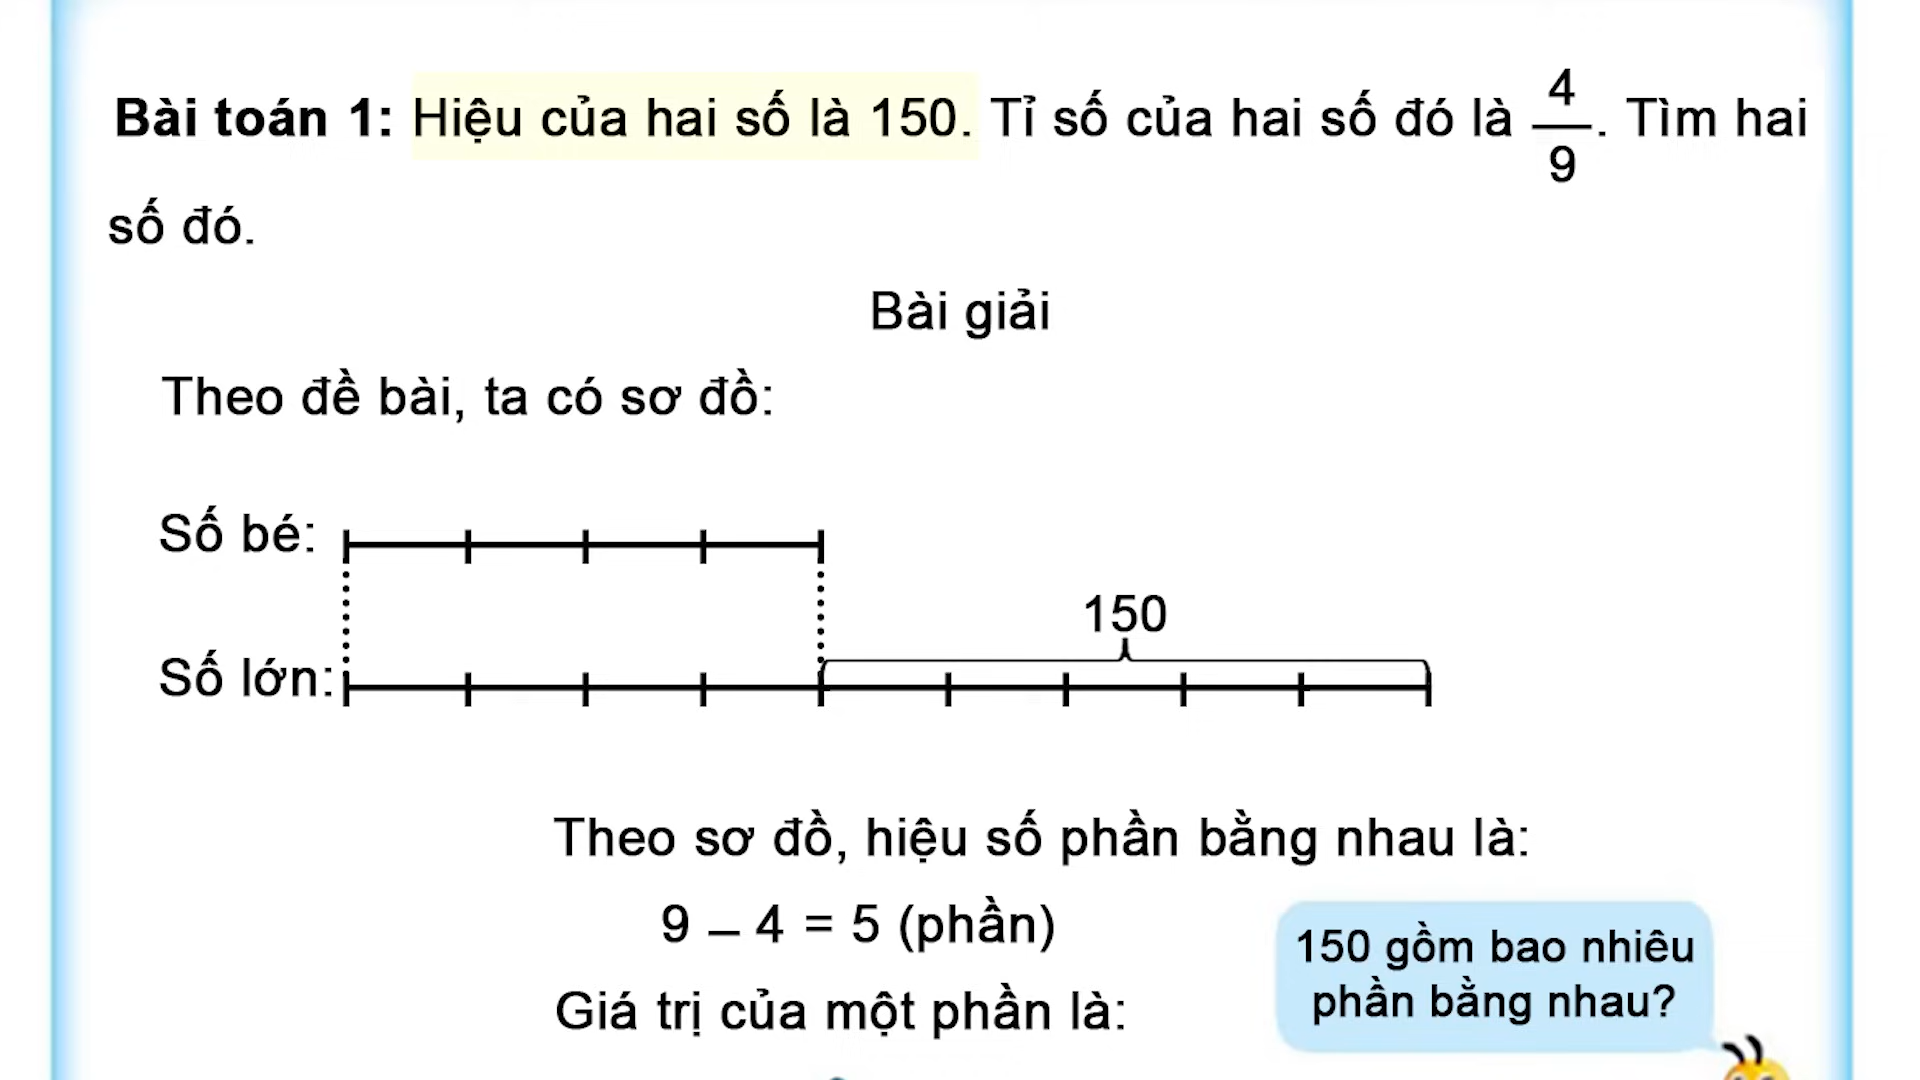 Bài toán 1: Hiệu của hai số là 150. Tỉ số của hai số đó là 4/9. Tìm hai
số đó.
Bài giải
Theo đề bài, ta có sơ đồ:
Số bé:
150
Số lớn:
Theo sơ đồ, hiệu số phần bằng nhau là:
9 – 4 = 5 (phần)
Giá trị của một phần là:
150 gồm bao nhiêu
phần bằng nhau?